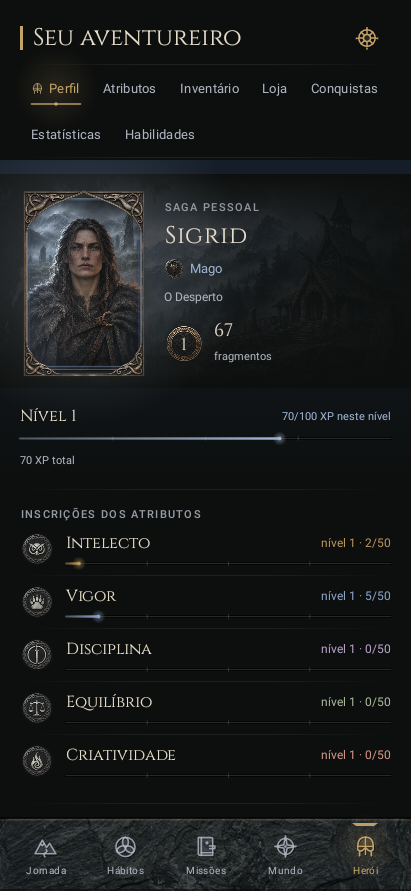 Seu aventureiro
Perfil Atributos Inventário Loja Conquistas
Estatísticas Habilidades
SAGA PESSOAL
Sigrid
Mago
O Desperto
1 67
fragmentos
Nível 1 70/100 XP neste nível
70 XP total
INSCRIÇÕES DOS ATRIBUTOS
Intelecto nível 1 · 2/50
Vigor nível 1 · 5/50
Disciplina nível 1 · 0/50
Equilíbrio nível 1 · 0/50
Criatividade nível 1 · 0/50
Jornada Hábitos Missões Mundo Herói